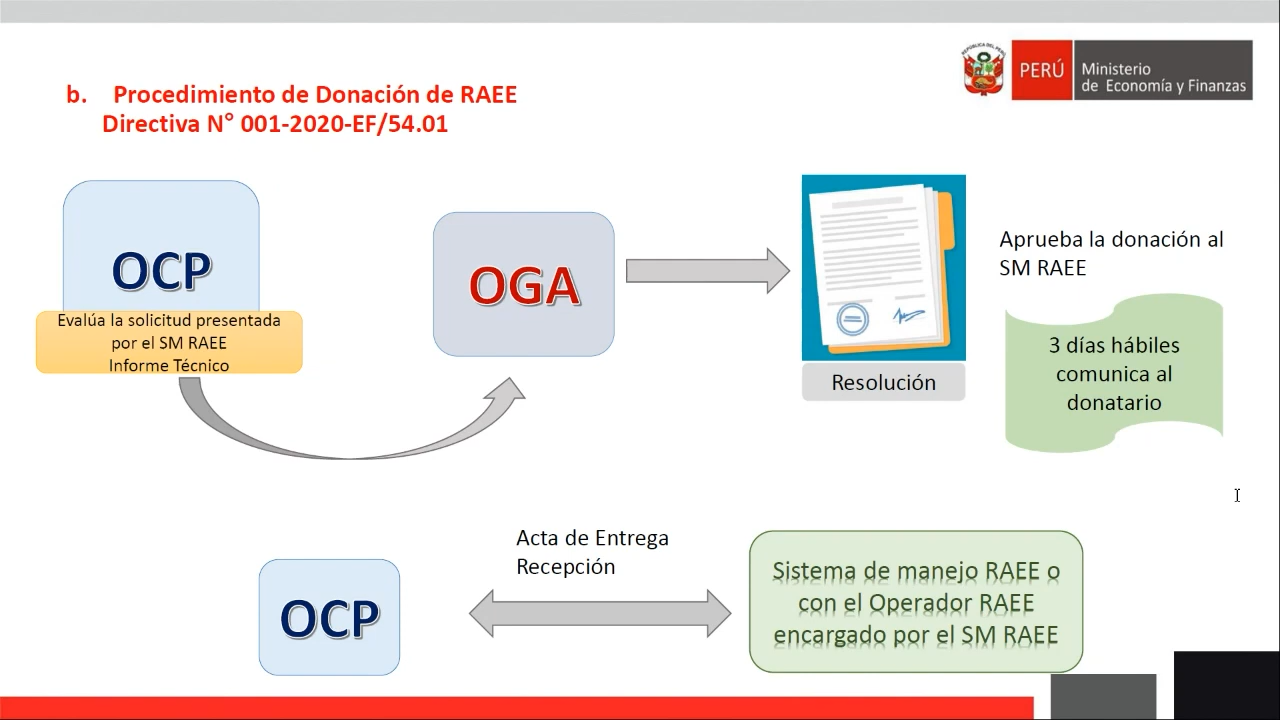 REPÚBLICA DEL PERÚ
PERÚ
Ministerio
de Economía y Finanzas
b. Procedimiento de Donación de RAEE
Directiva N° 001-2020-EF/54.01
OCP
Evalúa la solicitud presentada
por el SM RAEE
Informe Técnico
OGA
Resolución
Aprueba la donación al
SM RAEE
3 días hábiles
comunica al
donatario
OCP
Acta de Entrega
Recepción
Sistema de manejo RAEE o
con el Operador RAEE
encargado por el SM RAEE